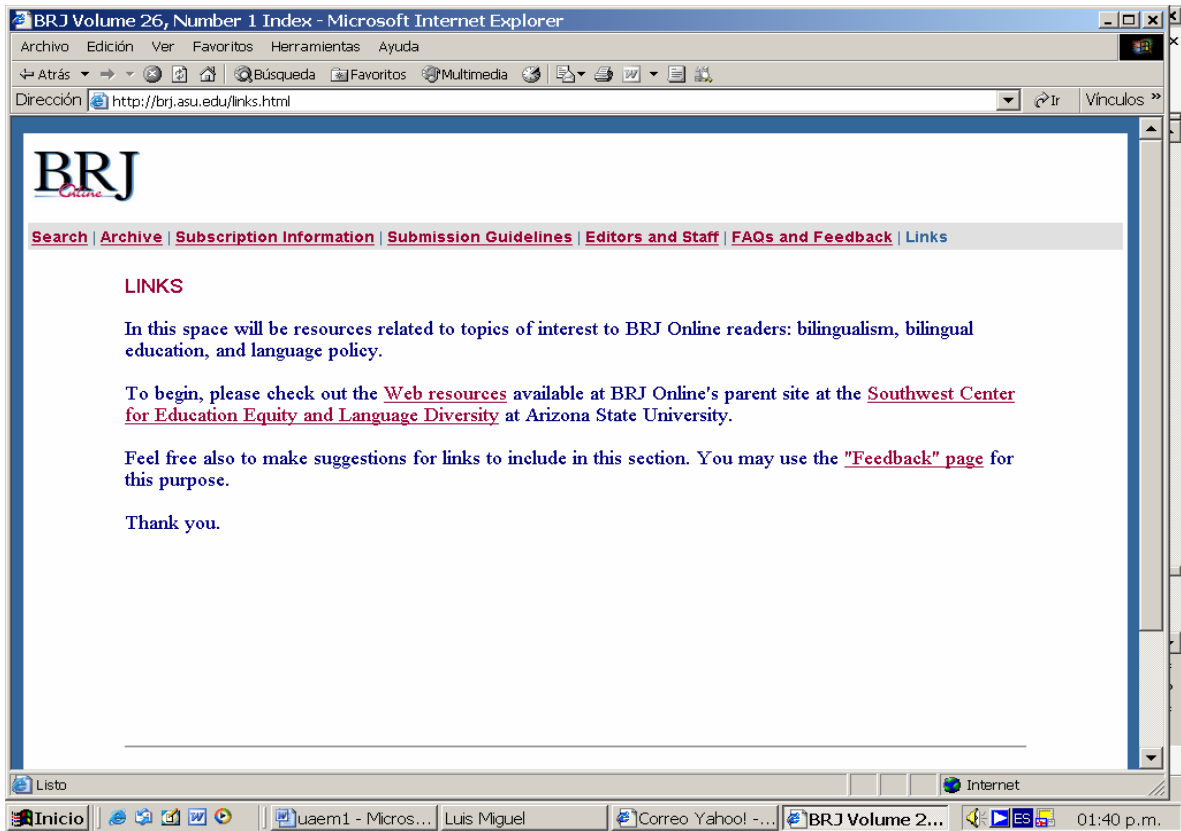 BRJ Volume 26, Number 1 Index - Microsoft Internet Explorer
Archivo Edición Ver Favoritos Herramientas Ayuda
Atrás Búsqueda Favoritos Multimedia
Dirección http://brj.asu.edu/links.html Ir Vínculos »
BRJ
Online
Search | Archive | Subscription Information | Submission Guidelines | Editors and Staff | FAQs and Feedback | Links
LINKS
In this space will be resources related to topics of interest to BRJ Online readers: bilingualism, bilingual
education, and language policy.
To begin, please check out the Web resources available at BRJ Online's parent site at the Southwest Center
for Education Equity and Language Diversity at Arizona State University.
Feel free also to make suggestions for links to include in this section. You may use the "Feedback" page for
this purpose.
Thank you.
Listo Internet
Inicio uaem1 - Micros... Luis Miguel Correo Yahoo! -... BRJ Volume 2... ES 01:40 p.m.